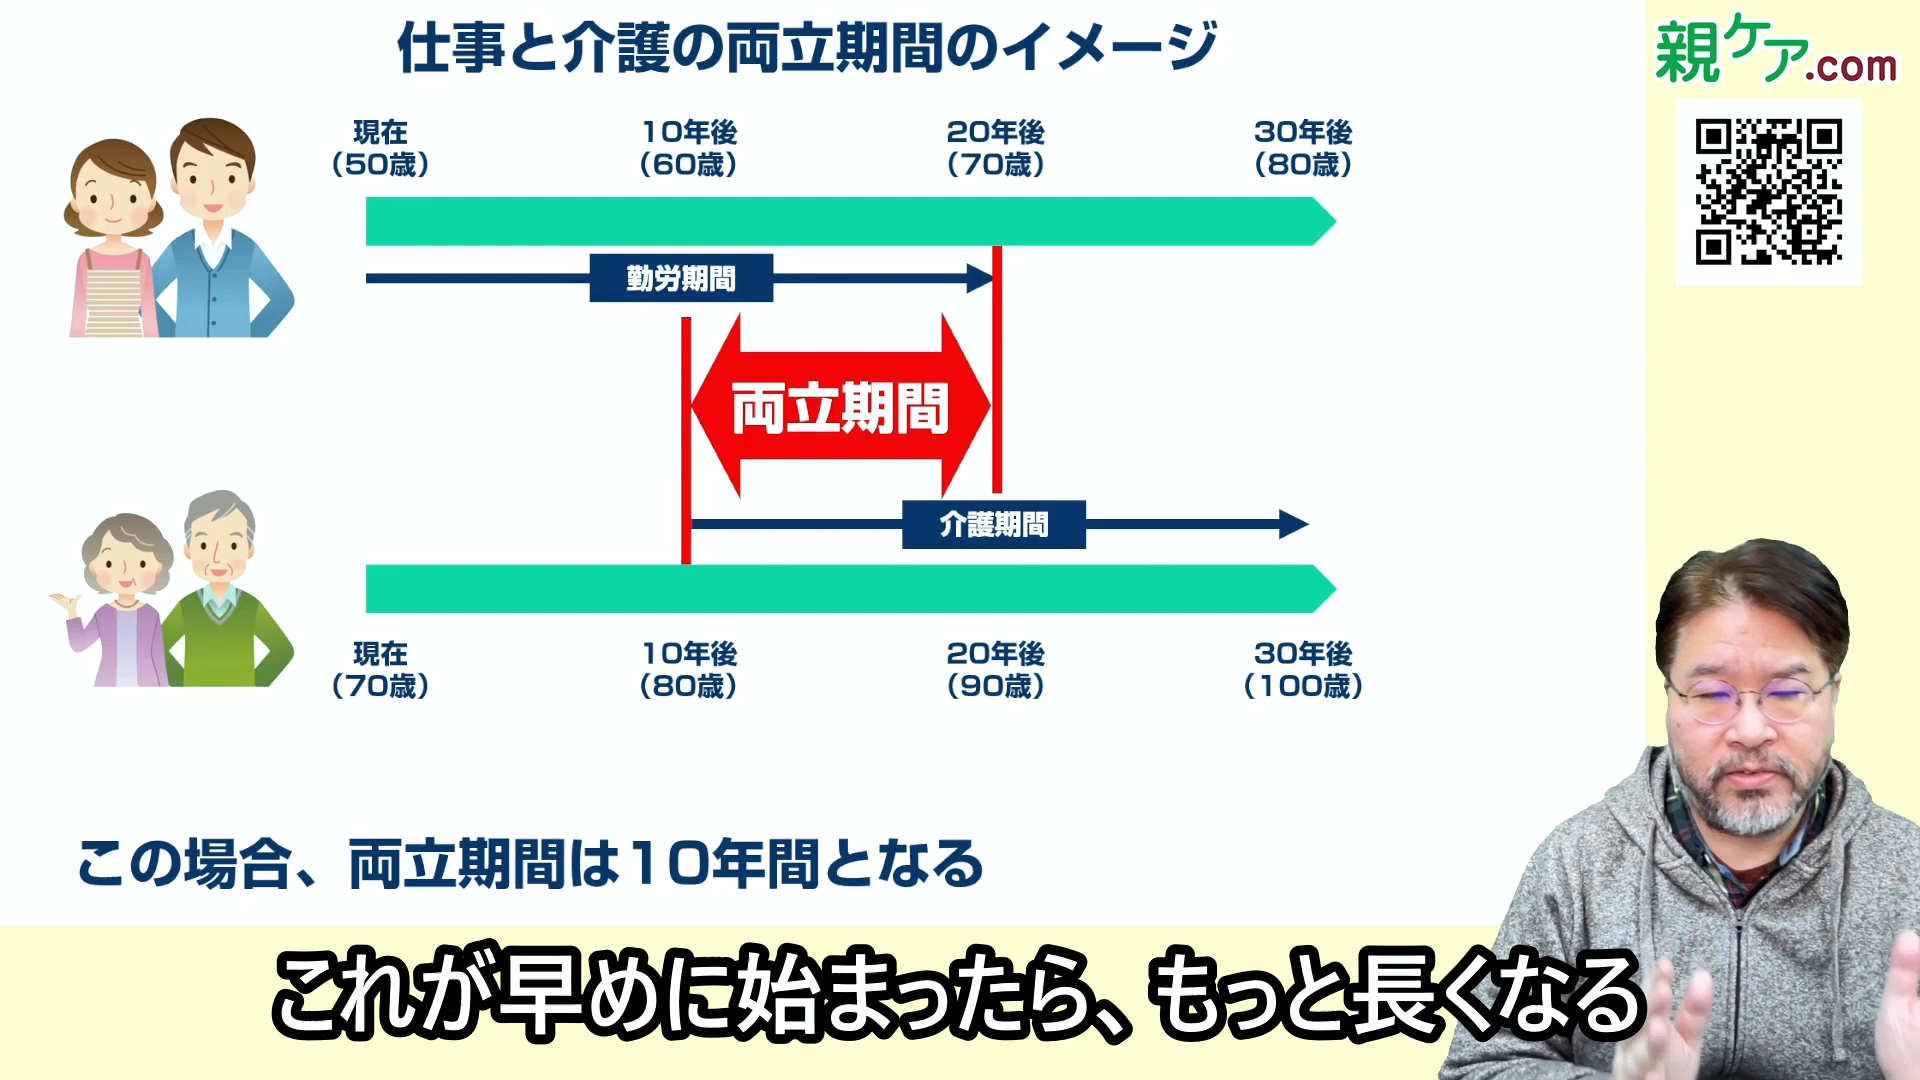 仕事と介護の両立期間のイメージ
親ケア.com
現在
（50歳）
10年後
（60歳）
20年後
（70歳）
30年後
（80歳）
勤労期間
両立期間
介護期間
現在
（70歳）
10年後
（80歳）
20年後
（90歳）
30年後
（100歳）
この場合、両立期間は10年間となる
これが早めに始まったら、もっと長くなる